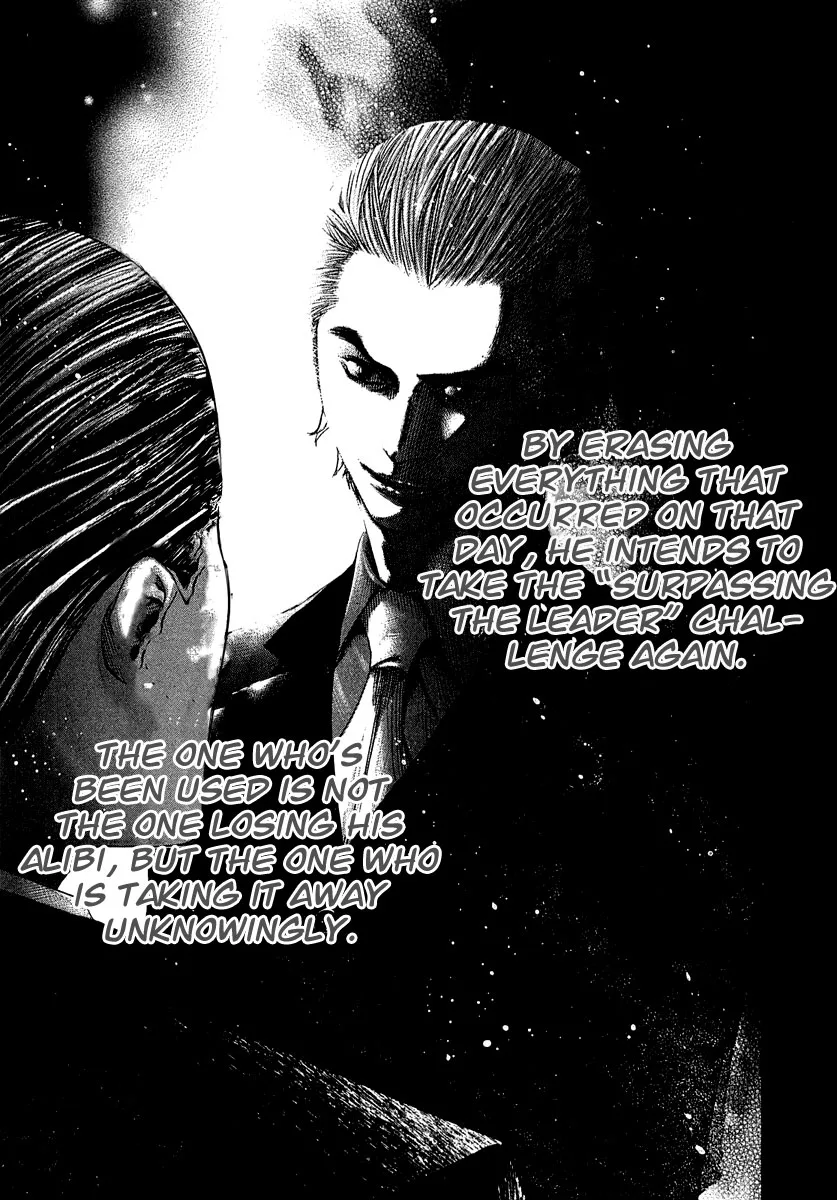 BY ERASING
EVERYTHING THAT
OCCURRED ON THAT
DAY, HE INTENDS TO
TAKE THE "SURPASSING
THE LEADER" CHAL-
LENGE AGAIN.
THE ONE WHO'S
BEEN USED IS NOT
THE ONE LOSING HIS
ALIBI, BUT THE ONE WHO
IS TAKING IT AWAY
UNKNOWINGLY.